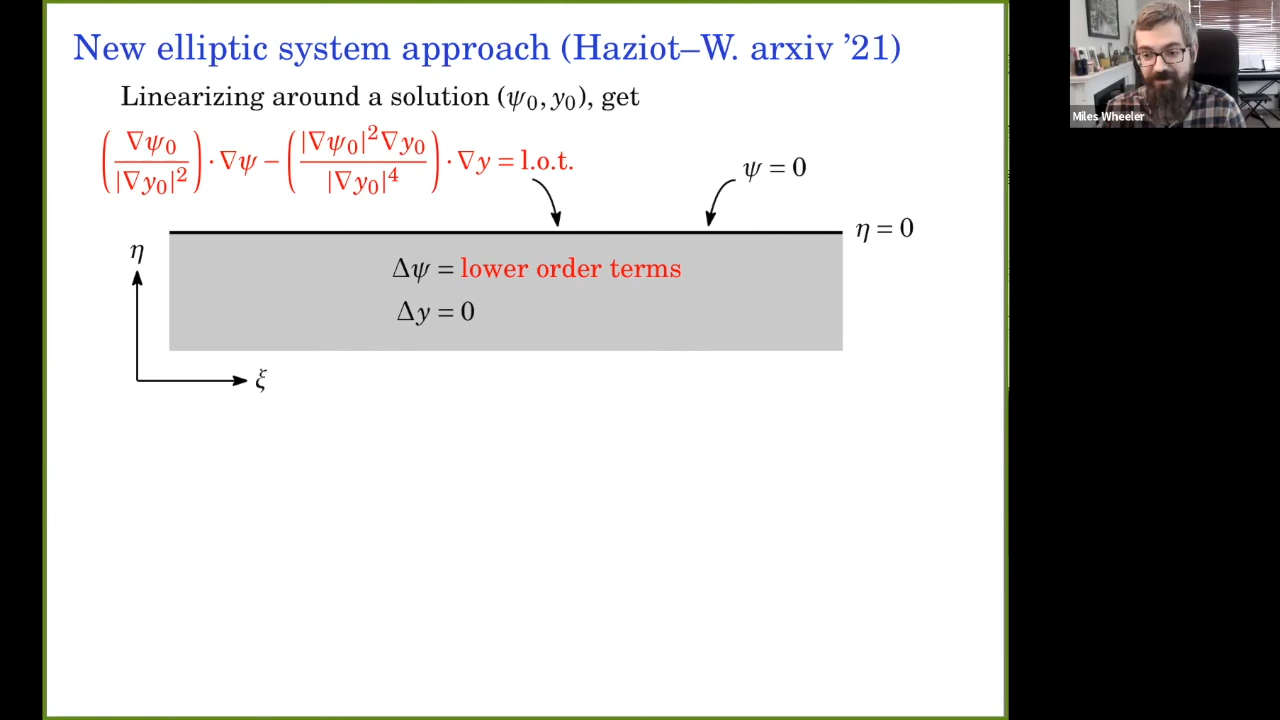 New elliptic system approach (Haziot–W. arxiv ’21)
Linearizing around a solution (ψ₀, y₀), get
(∇ψ₀ / |∇y₀|²) · ∇ψ − (|∇ψ₀|²∇y₀ / |∇y₀|⁴) · ∇y = l.o.t.
ψ = 0
η = 0
η
Δψ = lower order terms
Δy = 0
ξ
Miles Wheeler